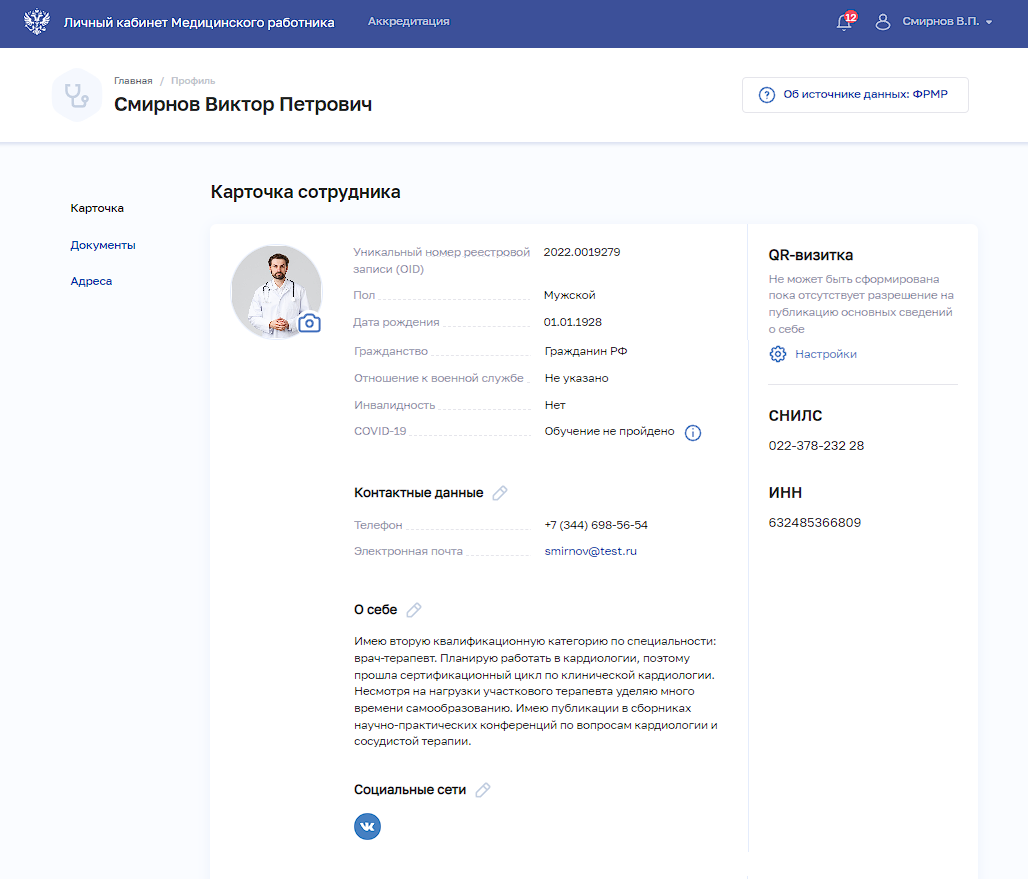 Личный кабинет Медицинского работника Аккредитация 12 Смирнов В.П.
Главная / Профиль
Смирнов Виктор Петрович
Об источнике данных: ФРМР
Карточка
Документы
Адреса
Карточка сотрудника
Уникальный номер реестровой записи (OID) 2022.0019279
Пол Мужской
Дата рождения 01.01.1928
Гражданство Гражданин РФ
Отношение к военной службе Не указано
Инвалидность Нет
COVID-19 Обучение не пройдено
Контактные данные
Телефон +7 (344) 698-56-54
Электронная почта smirnov@test.ru
О себе
Имею вторую квалификационную категорию по специальности:
врач-терапевт. Планирую работать в кардиологии, поэтому
прошла сертификационный цикл по клинической кардиологии.
Несмотря на нагрузки участкового терапевта уделяю много
времени самообразованию. Имею публикации в сборниках
научно-практических конференций по вопросам кардиологии и
сосудистой терапии.
Социальные сети
QR-визитка
Не может быть сформирована
пока отсутствует разрешение на
публикацию основных сведений
о себе
Настройки
СНИЛС
022-378-232 28
ИНН
632485366809